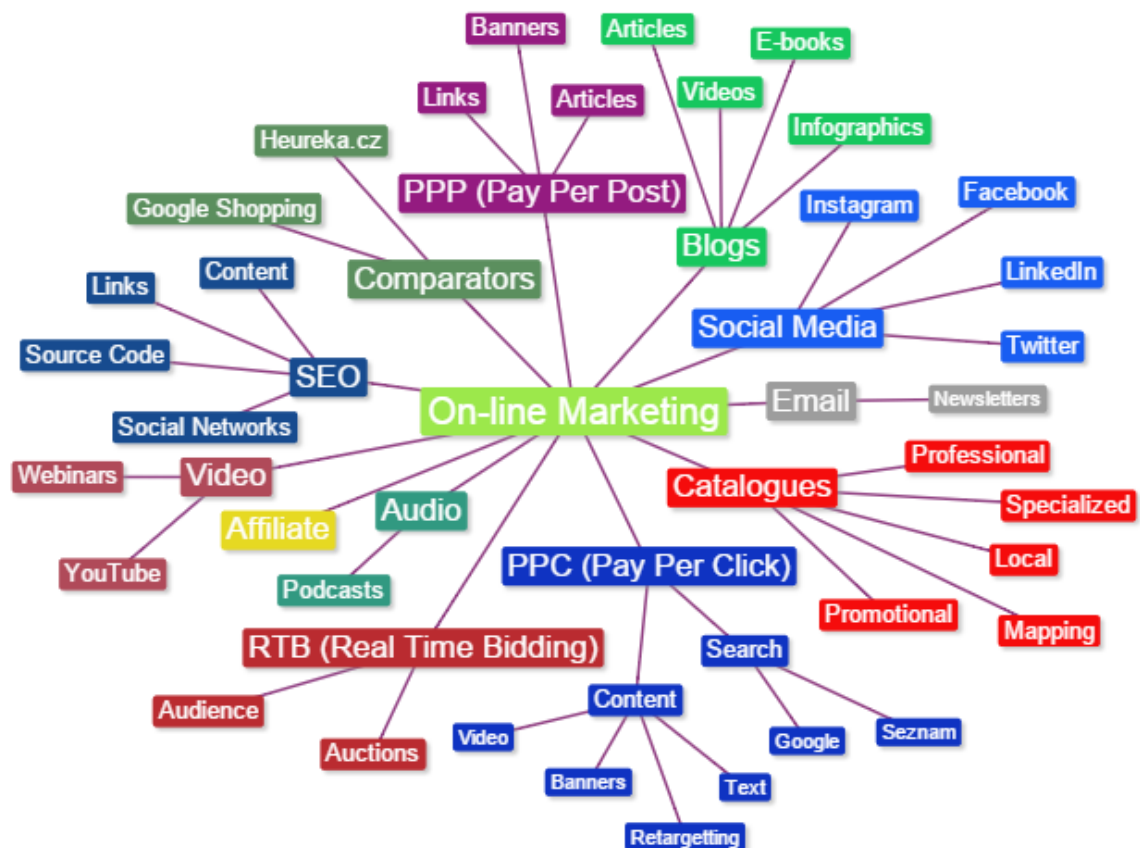 Banners
Articles
E-books
Links
Articles
Videos
Infographics
Heureka.cz
PPP (Pay Per Post)
Google Shopping
Instagram
Facebook
Blogs
Comparators
Content
Links
LinkedIn
Social Media
Source Code
Twitter
SEO
On-line Marketing
Email
Newsletters
Social Networks
Professional
Webinars
Video
Catalogues
Specialized
Affiliate
Audio
Local
YouTube
PPC (Pay Per Click)
Podcasts
Promotional
Mapping
RTB (Real Time Bidding)
Search
Audience
Content
Auctions
Video
Google
Seznam
Banners
Text
Retargetting